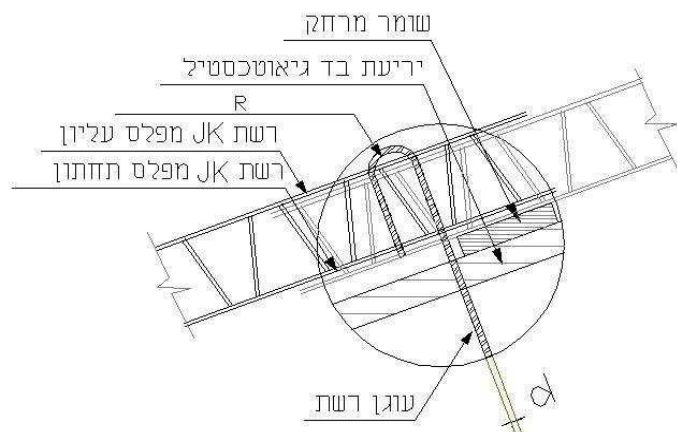 שומר מרחק
יריעת בד גיאוטכסטיל
R
רשת JK מפלס עליון
רשת JK מפלס תחתון
עוגן רשת
d